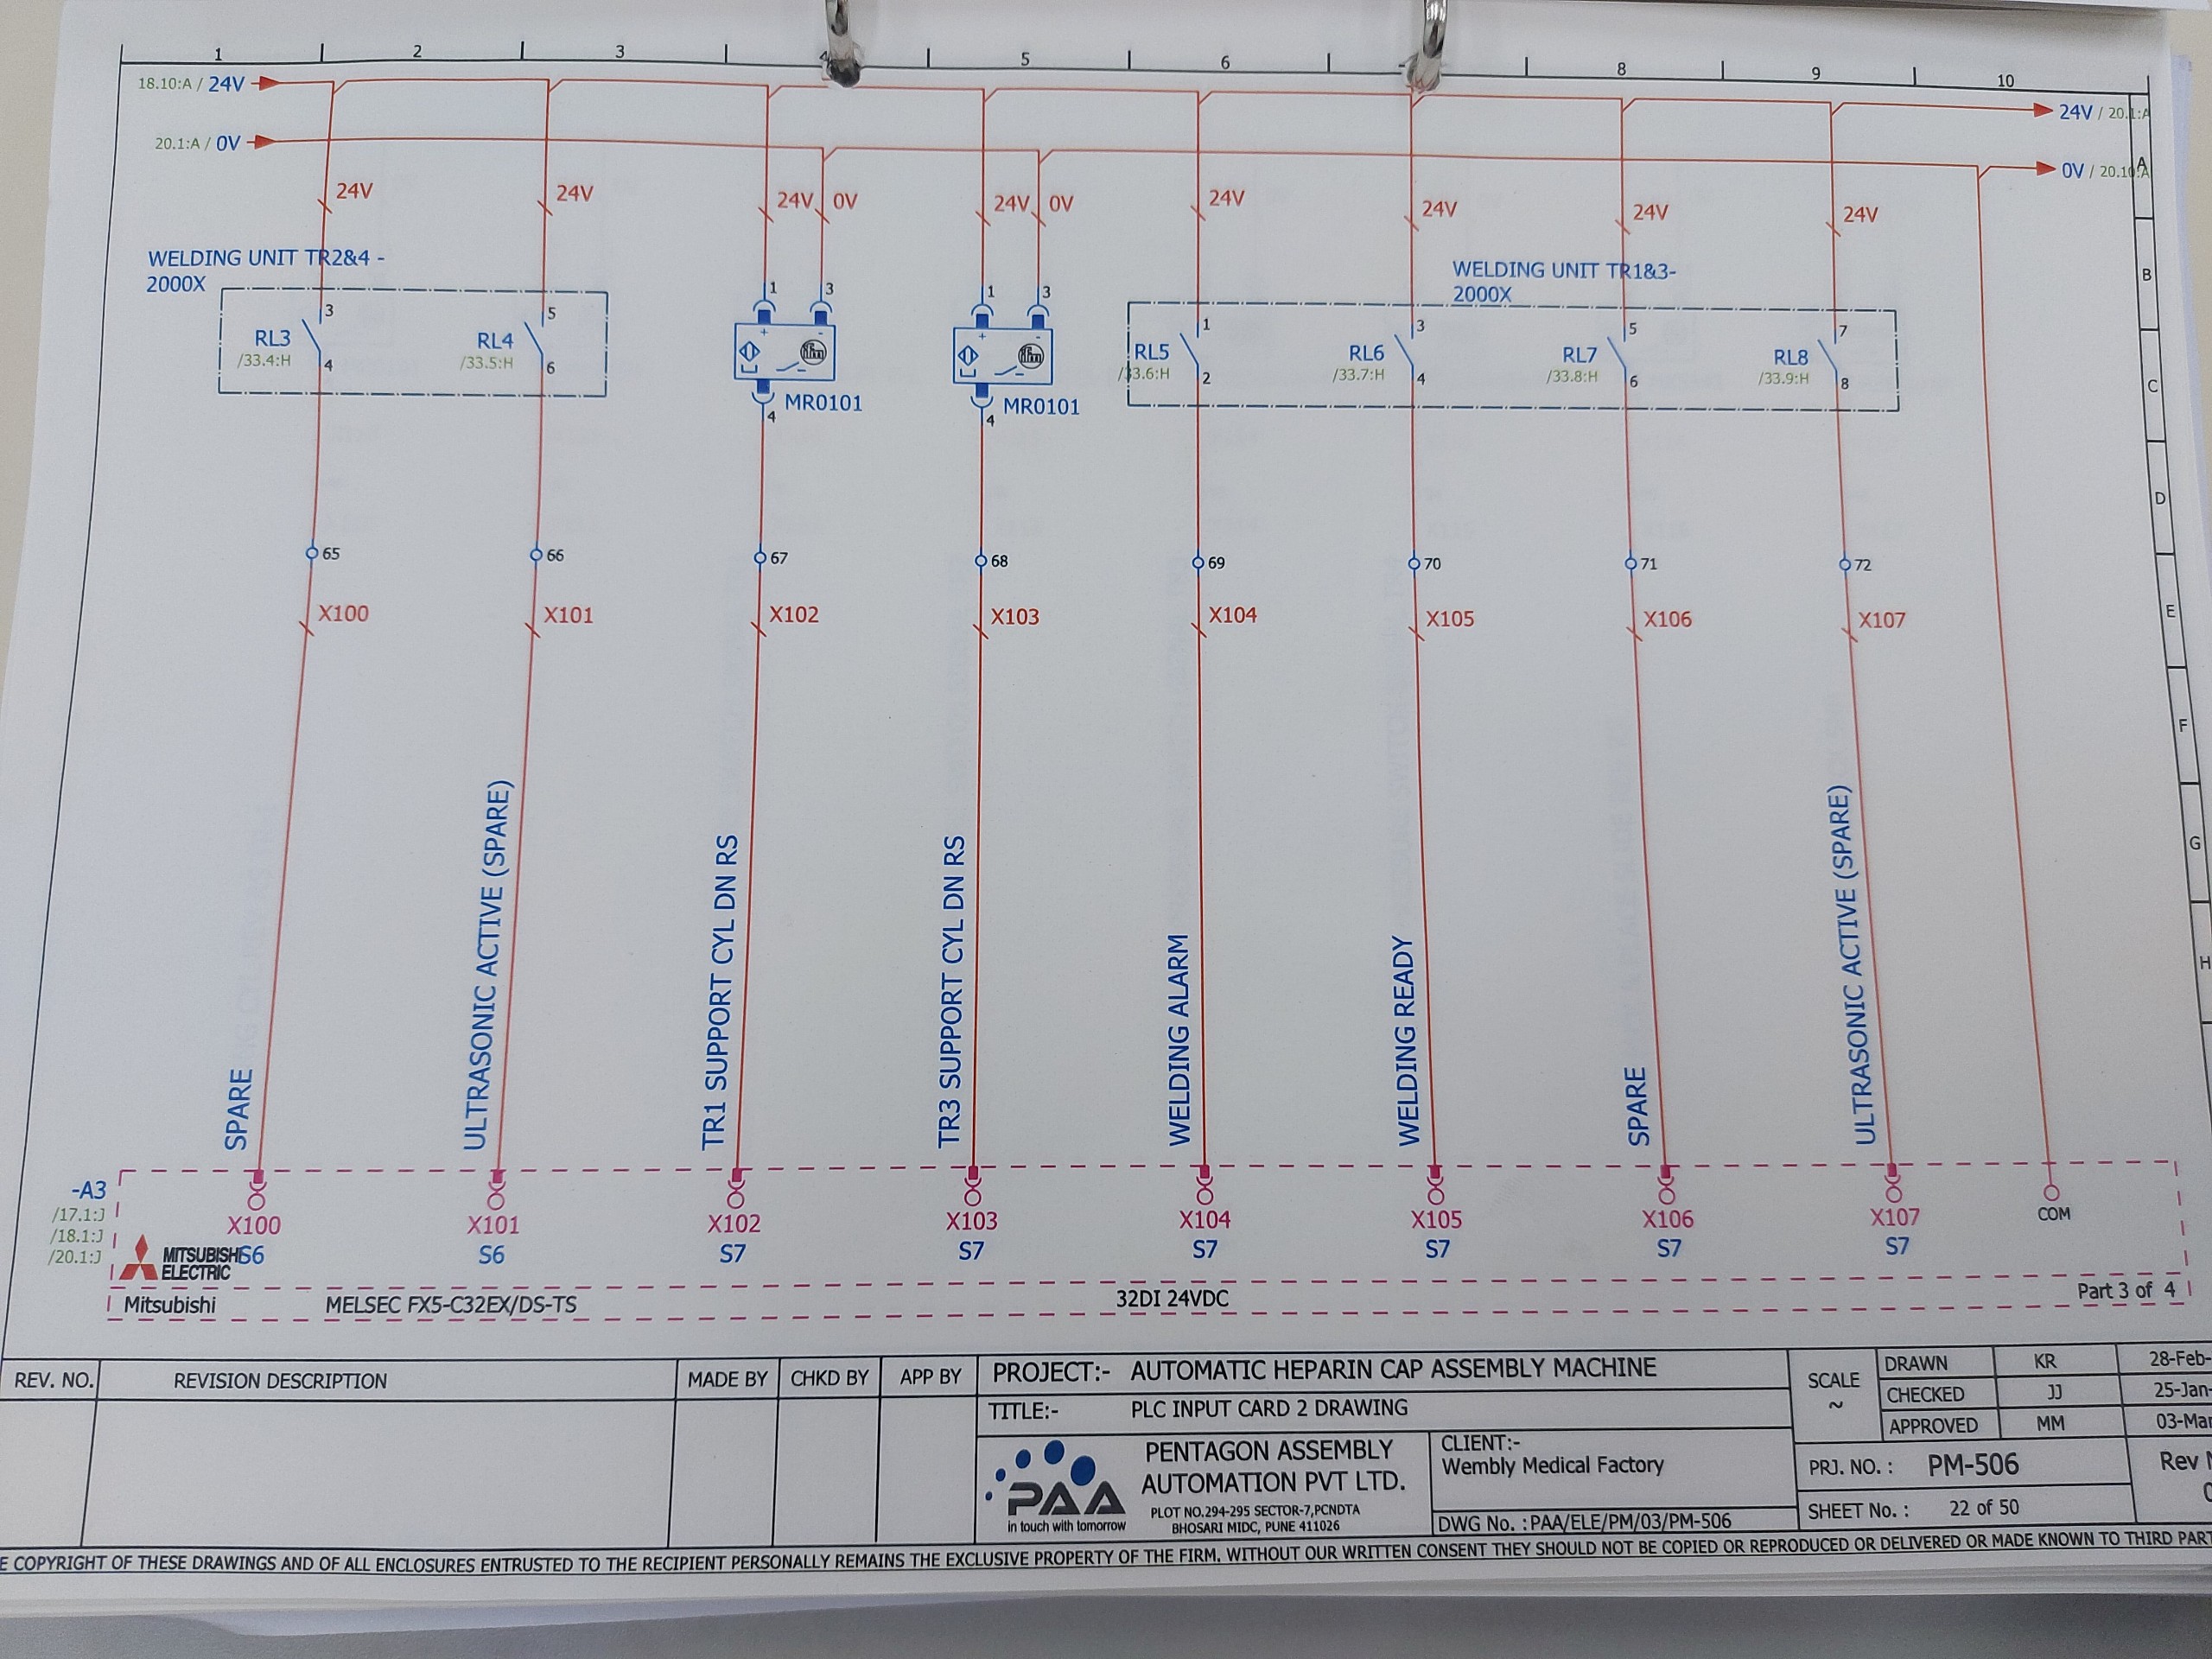 1 2 3 4 5 6 8 9 10
18.10:A / 24V
24V / 20.1:A
20.1:A / 0V
0V / 20.10:A
A
24V 24V 24V 0V 24V 0V 24V 24V 24V 24V
WELDING UNIT TR2&4 -
2000X
WELDING UNIT TR1&3-
2000X
B
3 5 1 3 1 3 1 3 5 7
+ - + -
RL3 RL4 ifm ifm RL5 RL6 RL7 RL8
/33.4:H /33.5:H /33.6:H /33.7:H /33.8:H /33.9:H
4 6 2 4 6 8
C
MR0101 MR0101
4 4
D
65 66 67 68 69 70 71 72
X100 X101 X102 X103 X104 X105 X106 X107
E
F
G
H
SPARE
ULTRASONIC ACTIVE (SPARE)
TR1 SUPPORT CYL DN RS
TR3 SUPPORT CYL DN RS
WELDING ALARM
WELDING READY
SPARE
ULTRASONIC ACTIVE (SPARE)
-A3
/17.1:J
/18.1:J
/20.1:J
X100 X101 X102 X103 X104 X105 X106 X107 COM
S6 S6 S7 S7 S7 S7 S7 S7
MITSUBISHI
ELECTRIC
Mitsubishi MELSEC FX5-C32EX/DS-TS 32DI 24VDC Part 3 of 4
REV. NO. REVISION DESCRIPTION MADE BY CHKD BY APP BY
PROJECT:- AUTOMATIC HEPARIN CAP ASSEMBLY MACHINE
TITLE:- PLC INPUT CARD 2 DRAWING
PAA
in touch with tomorrow
PENTAGON ASSEMBLY
AUTOMATION PVT LTD.
PLOT NO.294-295 SECTOR-7,PCNDTA
BHOSARI MIDC, PUNE 411026
CLIENT:-
Wembly Medical Factory
DWG No. :PAA/ELE/PM/03/PM-506
SCALE
~
DRAWN KR 28-Feb-
CHECKED JJ 25-Jan-
APPROVED MM 03-Mar
PRJ. NO. : PM-506
Rev
SHEET No. : 22 of 50
E COPYRIGHT OF THESE DRAWINGS AND OF ALL ENCLOSURES ENTRUSTED TO THE RECIPIENT PERSONALLY REMAINS THE EXCLUSIVE PROPERTY OF THE FIRM. WITHOUT OUR WRITTEN CONSENT THEY SHOULD NOT BE COPIED OR REPRODUCED OR DELIVERED OR MADE KNOWN TO THIRD PART